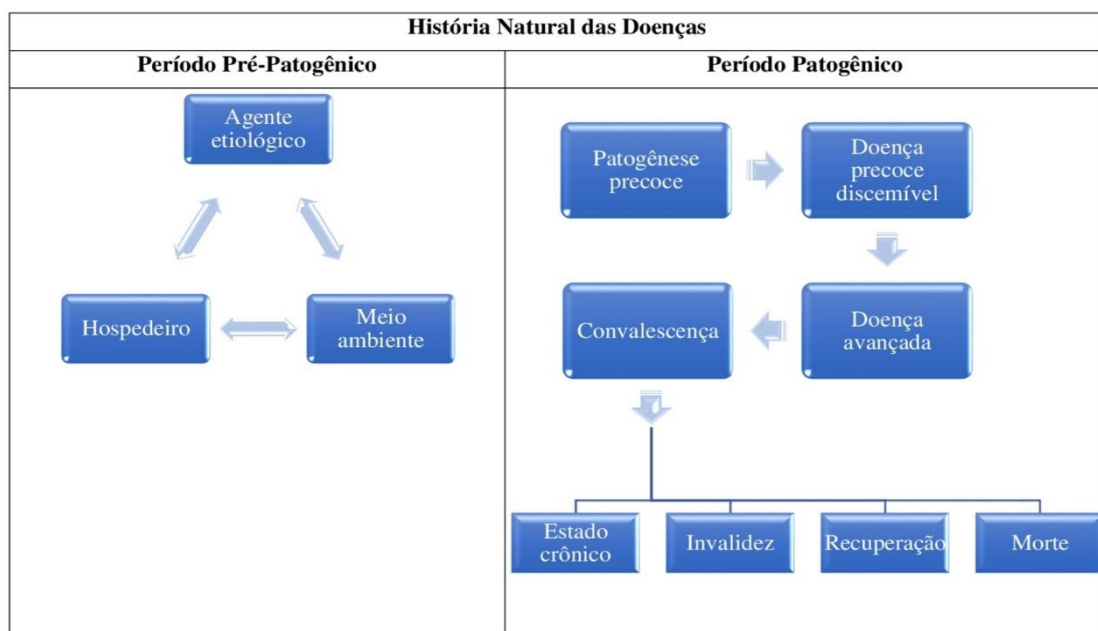 História Natural das Doenças
Período Pré-Patogênico
Período Patogênico
Agente
etiológico
Hospedeiro
Meio
ambiente
Patogênese
precoce
Doença
precoce
discemível
Convalescença
Doença
avançada
Estado
crônico
Invalidez
Recuperação
Morte